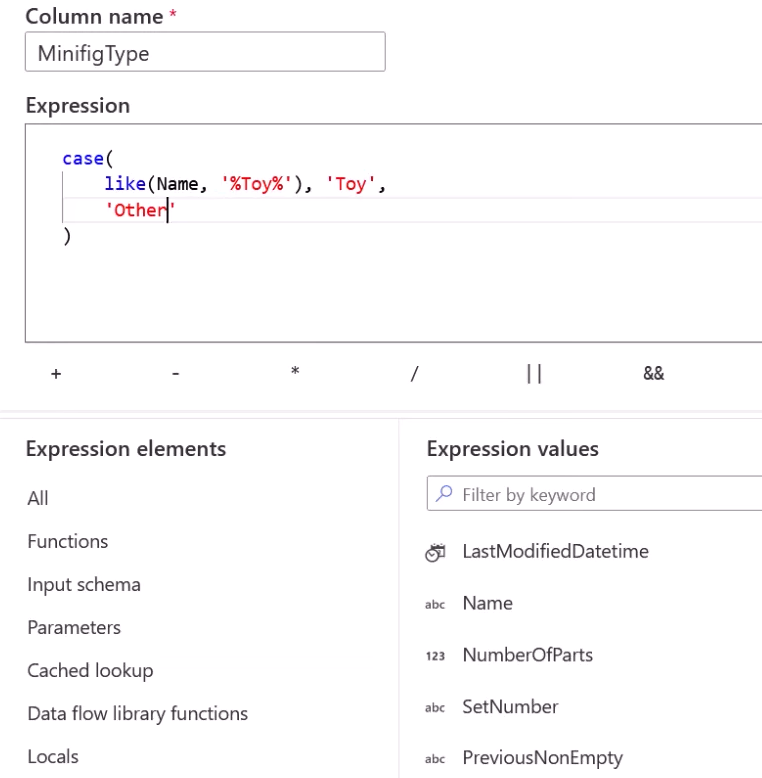 Column name *
MinifigType
Expression
case(
like(Name, '%Toy%'), 'Toy',
'Other'
)
+ - * / || &&
Expression elements
All
Functions
Input schema
Parameters
Cached lookup
Data flow library functions
Locals
Expression values
Filter by keyword
LastModifiedDatetime
abc Name
123 NumberOfParts
abc SetNumber
abc PreviousNonEmpty